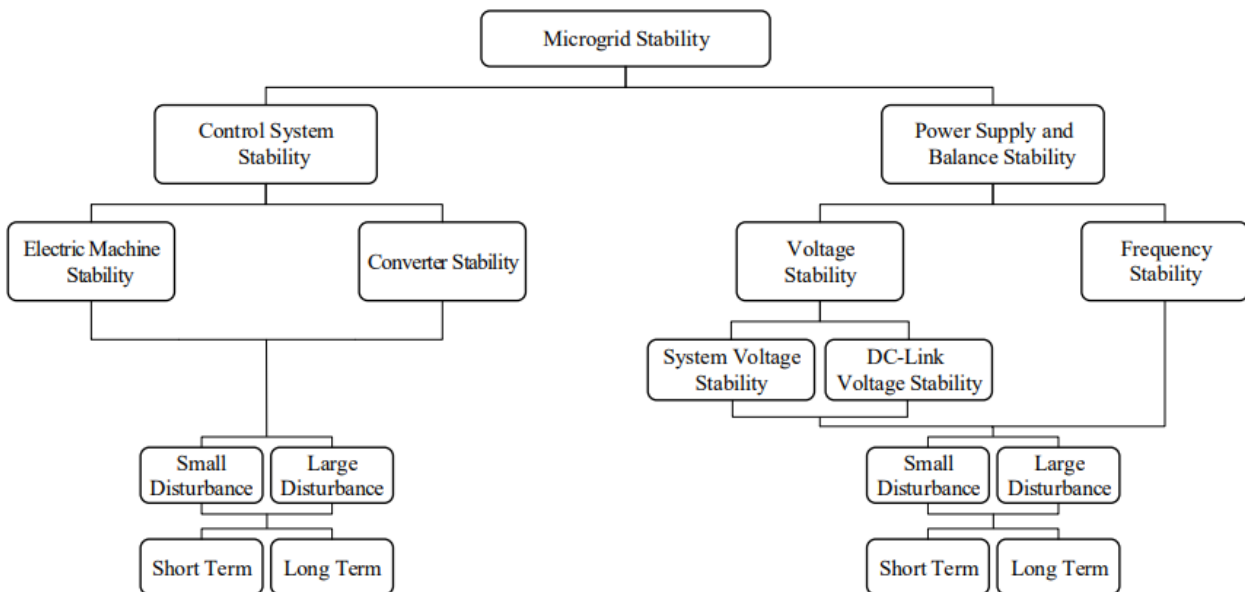 Microgrid Stability
Control System
Stability
Power Supply and
Balance Stability
Electric Machine
Stability
Converter Stability
Voltage
Stability
Frequency
Stability
System Voltage
Stability
DC-Link
Voltage Stability
Small
Disturbance
Large
Disturbance
Small
Disturbance
Large
Disturbance
Short Term
Long Term
Short Term
Long Term